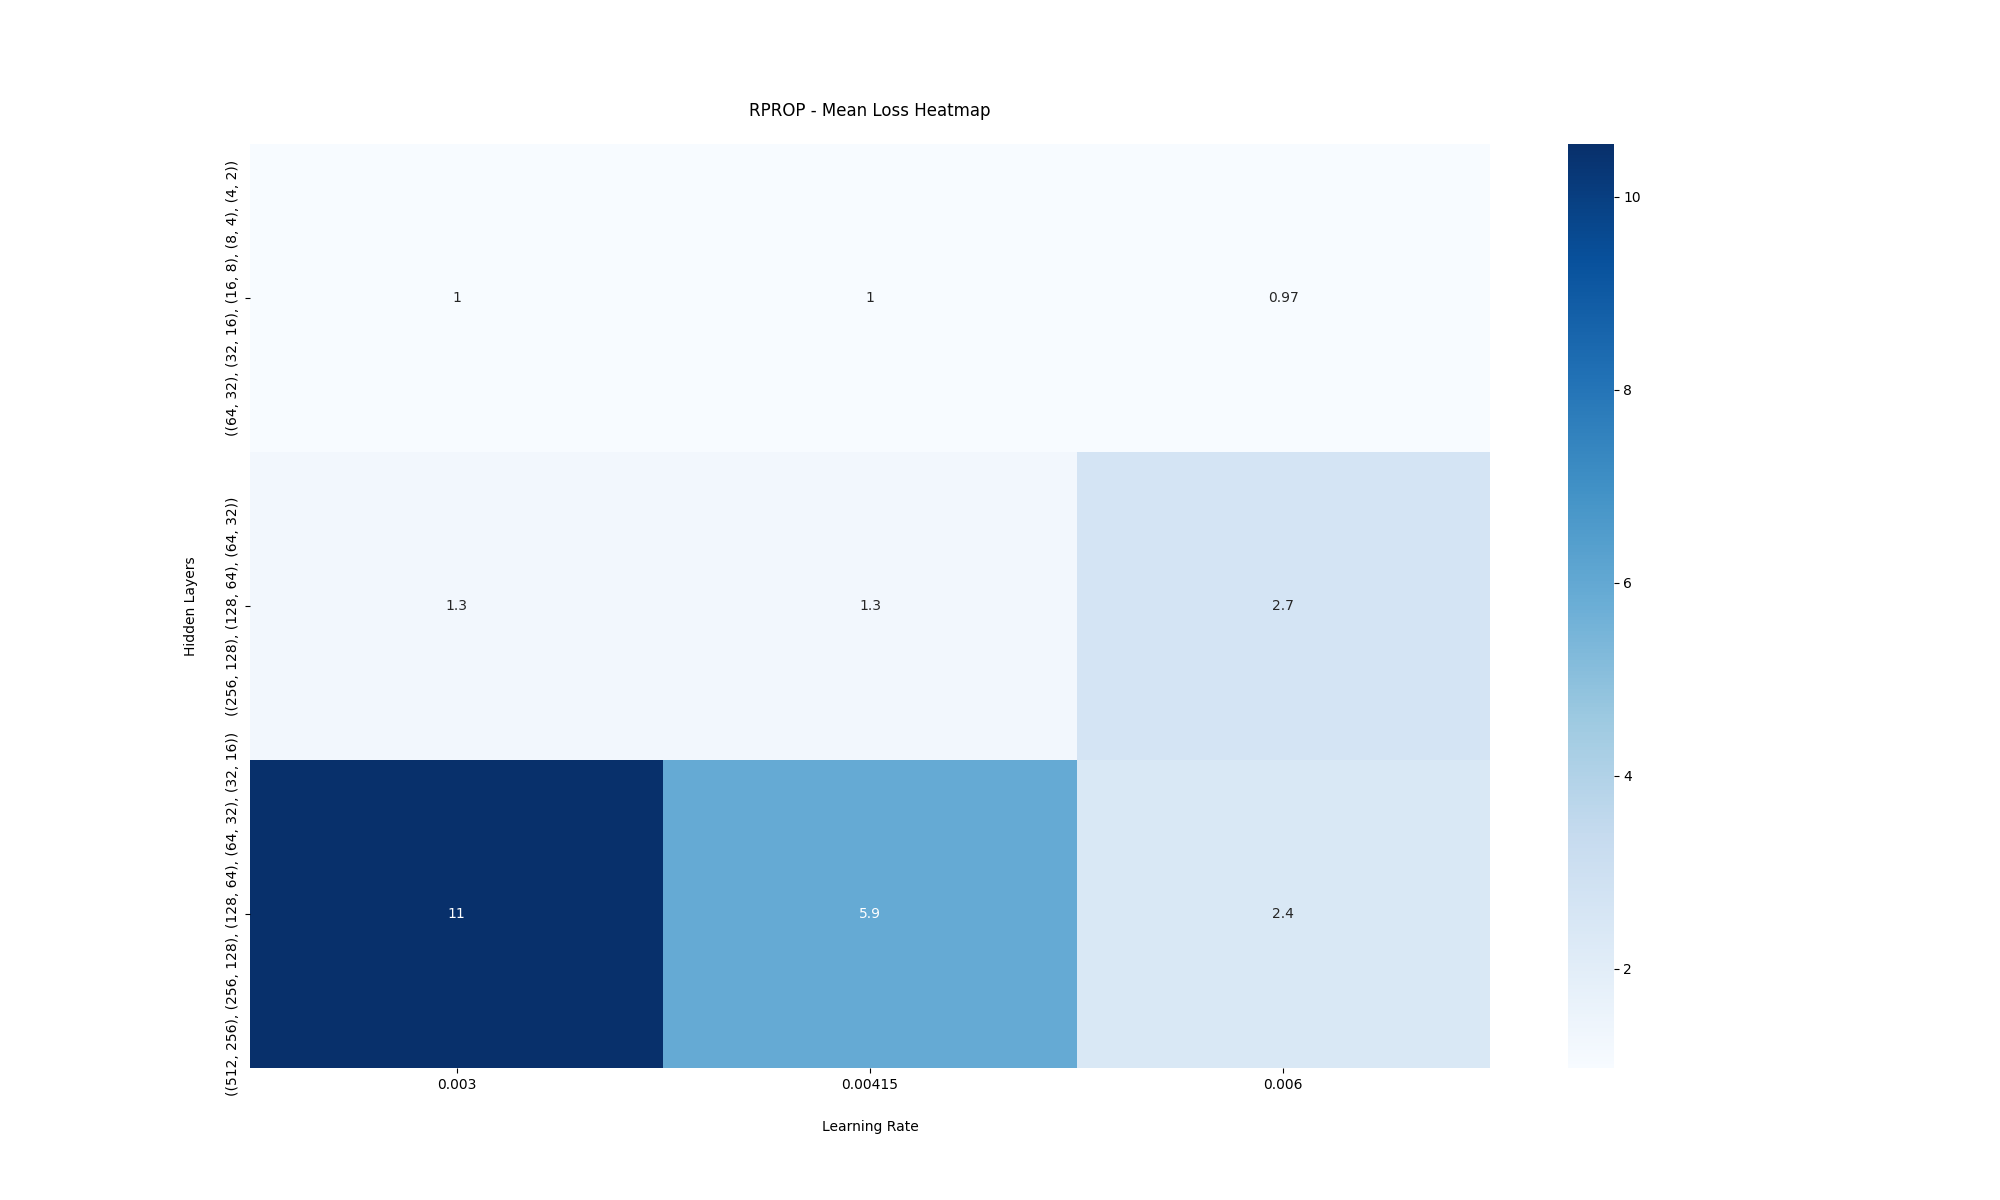 RPROP - Mean Loss Heatmap
Hidden Layers
((64, 32), (32, 16), (16, 8), (8, 4), (4, 2))
1
1
0.97
((256, 128), (128, 64), (64, 32))
1.3
1.3
2.7
((512, 256), (256, 128), (128, 64), (64, 32), (32, 16))
11
5.9
2.4
0.003
0.00415
0.006
Learning Rate
10
8
6
4
2